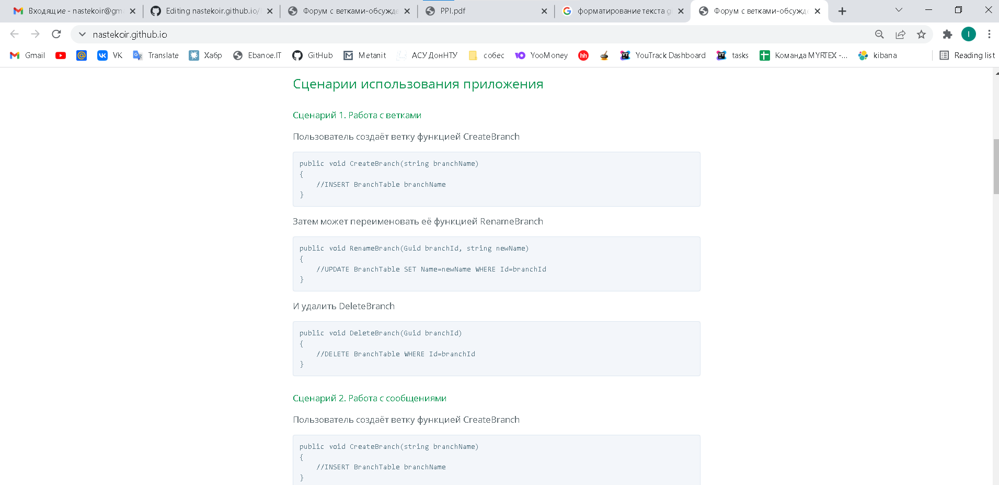 Входящие - nastekoir@gm
Editing nastekoir.github.io/
Форум с ветками-обсужде
PPI.pdf
форматирование текста gi
Форум с ветками-обсужде
nastekoir.github.io
I
Gmail
VK
Translate
Хабр
Ebanoe.IT
GitHub
Metanit
АСУ ДонНТУ
собес
YooMoney
hh
YouTrack Dashboard
tasks
Команда MYRTEX -...
kibana
Reading list
Сценарии использования приложения
Сценарий 1. Работа с ветками
Пользователь создаёт ветку функцией CreateBranch
public void CreateBranch(string branchName)
{
//INSERT BranchTable branchName
}
Затем может переименовать её функцией RenameBranch
public void RenameBranch(Guid branchId, string newName)
{
//UPDATE BranchTable SET Name=newName WHERE Id=branchId
}
И удалить DeleteBranch
public void DeleteBranch(Guid branchId)
{
//DELETE BranchTable WHERE Id=branchId
}
Сценарий 2. Работа с сообщениями
Пользователь создаёт ветку функцией CreateBranch
public void CreateBranch(string branchName)
{
//INSERT BranchTable branchName
}